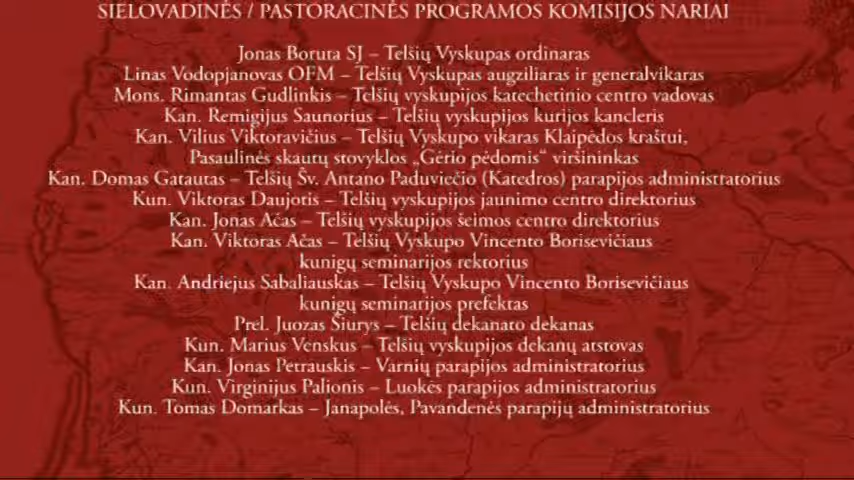 SIELOVADINĖS / PASTORACINĖS PROGRAMOS KOMISIJOS NARIAI
Jonas Boruta SJ – Telšių Vyskupas ordinaras
Linas Vodopjanovas OFM – Telšių Vyskupas augziliaras ir generalvikaras
Mons. Rimantas Gudlinkis – Telšių vyskupijos katechetinio centro vadovas
Kan. Remigijus Saunorius – Telšių vyskupijos kurijos kancleris
Kan. Vilius Viktoravičius – Telšių Vyskupo vikaras Klaipėdos kraštui,
Pasaulinės skautų stovyklos „Gėrio pėdomis“ viršininkas
Kan. Domas Gatautas – Telšių Šv. Antano Paduviečio (Katedros) parapijos administratorius
Kun. Viktoras Daujotis – Telšių vyskupijos jaunimo centro direktorius
Kan. Jonas Ačas – Telšių vyskupijos šeimos centro direktorius
Kan. Viktoras Ačas – Telšių Vyskupo Vincento Borisevičiaus
kunigų seminarijos rektorius
Kan. Andriejus Sabaliauskas – Telšių Vyskupo Vincento Borisevičiaus
kunigų seminarijos prefektas
Prel. Juozas Šiurys – Telšių dekanato dekanas
Kun. Marius Venskus – Telšių vyskupijos dekanų atstovas
Kan. Jonas Petrauskis – Varnių parapijos administratorius
Kun. Virginijus Palionis – Luokės parapijos administratorius
Kun. Tomas Domarkas – Janapolės, Pavandenės parapijų administratorius